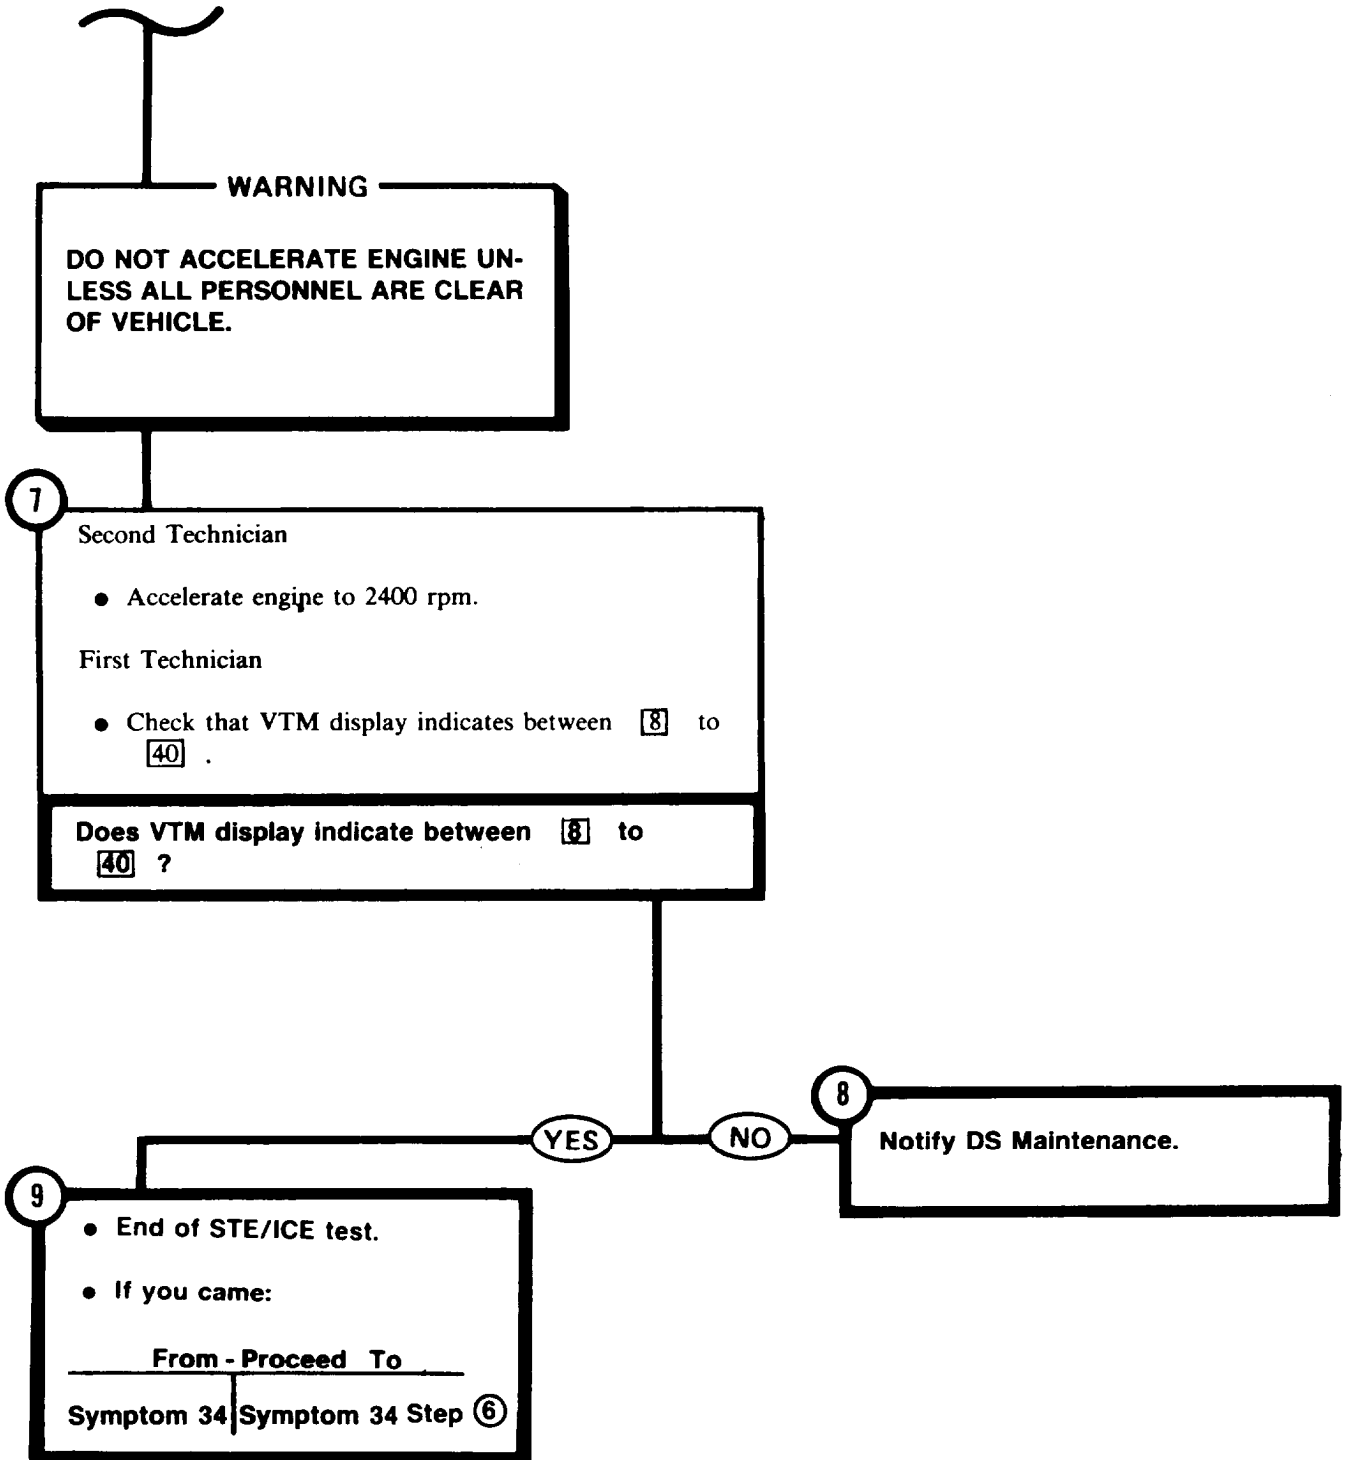 WARNING
DO NOT ACCELERATE ENGINE UN-
LESS ALL PERSONNEL ARE CLEAR
OF VEHICLE.
7
Second Technician
● Accelerate engine to 2400 rpm.
First Technician
● Check that VTM display indicates between 8 to
40 .
Does VTM display indicate between 8 to
40 ?
YES
NO
8
Notify DS Maintenance.
9
● End of STE/ICE test.
● If you came:
From - Proceed To
Symptom 34 Symptom 34 Step 6